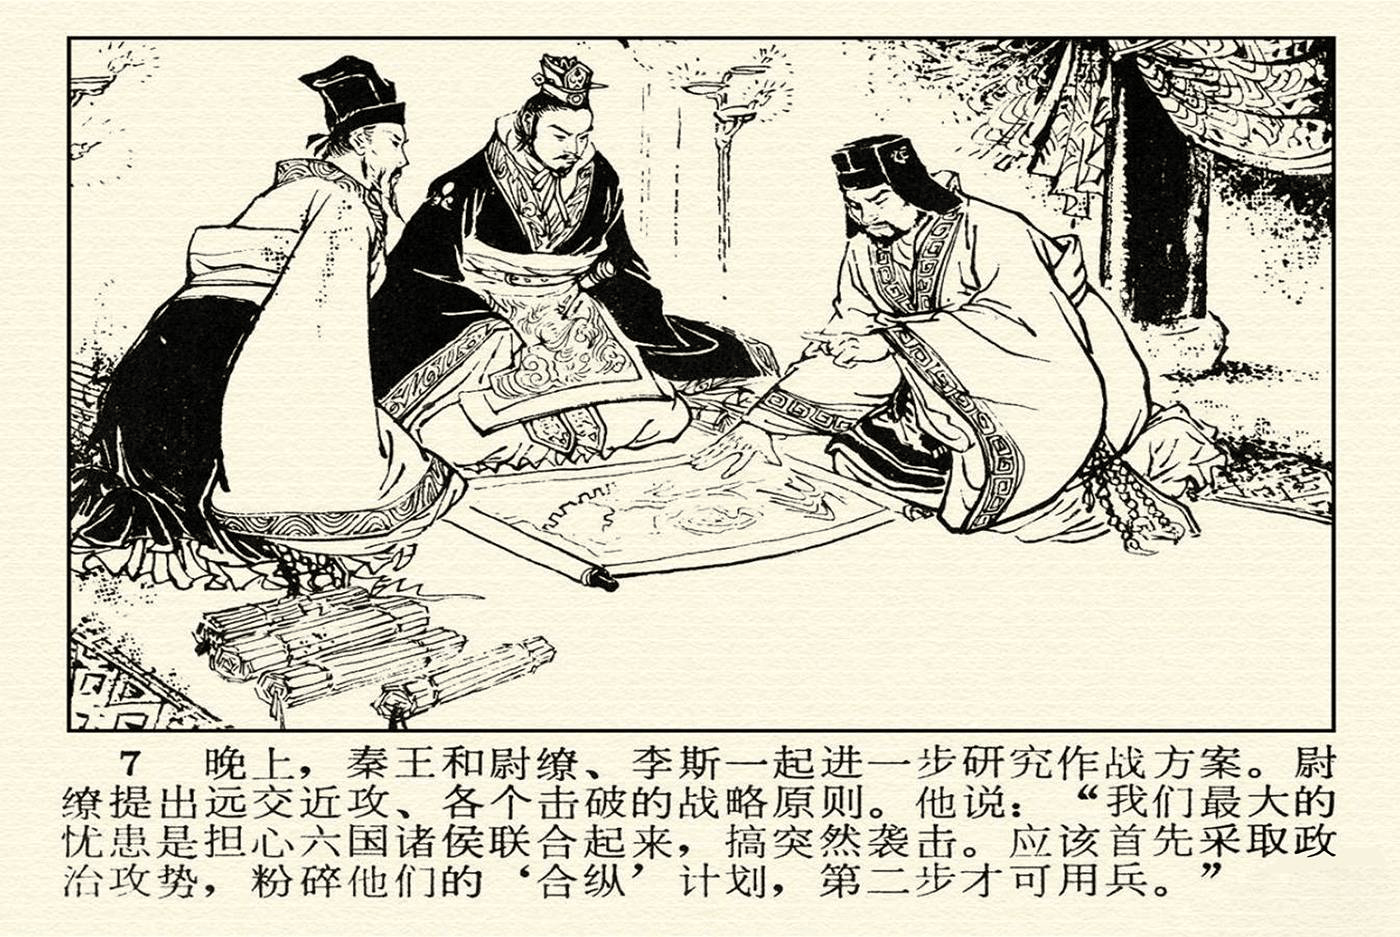 7 晚上，秦王和尉缭、李斯一起进一步研究作战方案。尉
缭提出远交近攻、各个击破的战略原则。他说：“我们最大的
忧患是担心六国诸侯联合起来，搞突然袭击。应该首先采取政
治攻势，粉碎他们的‘合纵’计划，第二步才可用兵。”